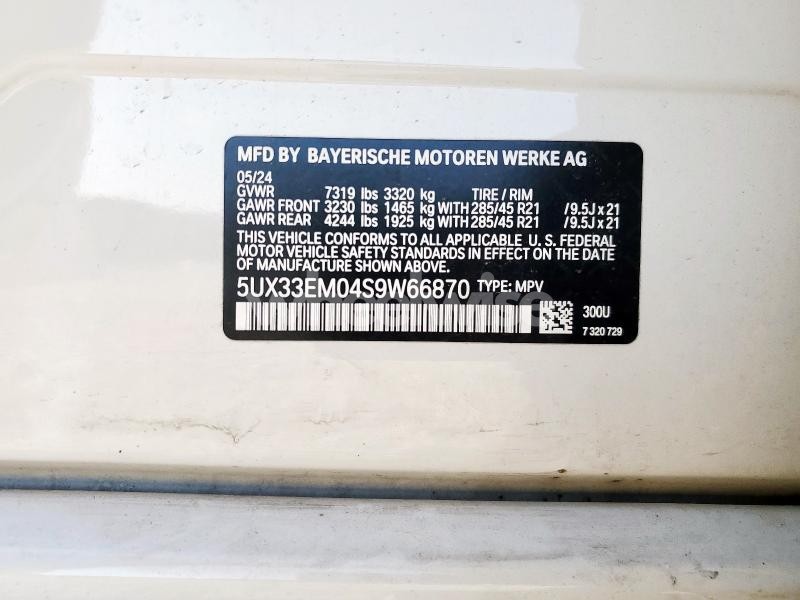 MFD BY BAYERISCHE MOTOREN WERKE AG
05/24
GVWR 7319 lbs 3320 kg TIRE / RIM
GAWR FRONT 3230 lbs 1465 kg WITH 285/45 R21 /9.5J x 21
GAWR REAR 4244 lbs 1925 kg WITH 285/45 R21 /9.5J x 21
THIS VEHICLE CONFORMS TO ALL APPLICABLE U. S. FEDERAL
MOTOR VEHICLE SAFETY STANDARDS IN EFFECT ON THE DATE
OF MANUFACTURE SHOWN ABOVE.
5UX33EM04S9W66870 TYPE: MPV
300U
7 320 729